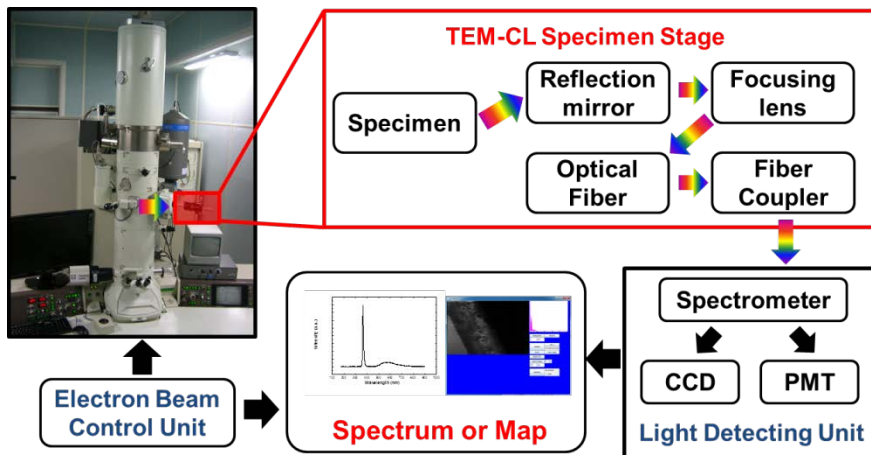 TEM-CL Specimen Stage
Specimen
Reflection
mirror
Focusing
lens
Optical
Fiber
Fiber
Coupler
Spectrometer
CCD
PMT
Light Detecting Unit
Spectrum or Map
Electron Beam
Control Unit